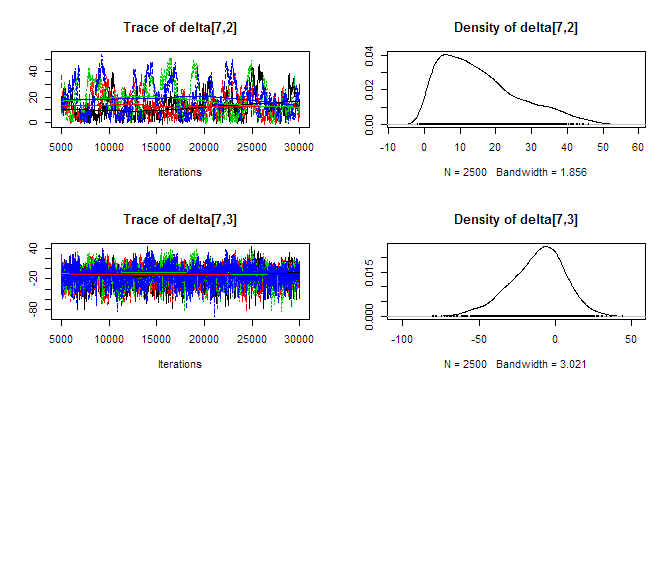 Trace of delta[7,2]
40
20
0
5000 10000 15000 20000 25000 30000
Iterations
Density of delta[7,2]
0.04
0.02
0.00
-10 0 10 20 30 40 50 60
N = 2500 Bandwidth = 1.856
Trace of delta[7,3]
40
-20
-80
5000 10000 15000 20000 25000 30000
Iterations
Density of delta[7,3]
0.015
0.000
-100 -50 0 50
N = 2500 Bandwidth = 3.021